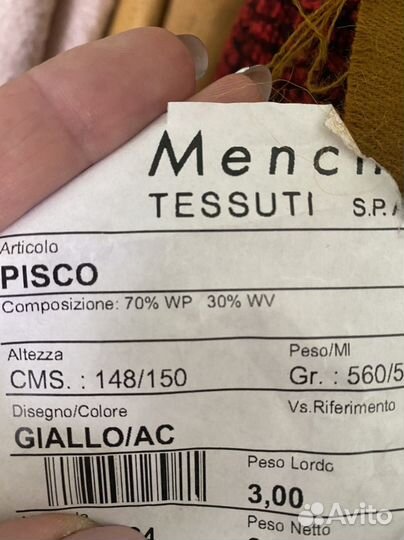 Menci
TESSUTI S.P.A
Articolo
PISCO
Composizione: 70% WP 30% WV
Altezza Peso/Ml
CMS. : 148/150 Gr. : 560/5
Disegno/Colore Vs.Riferimento
GIALLO/AC
Peso Lordo
3,00
Peso Netto
Avito